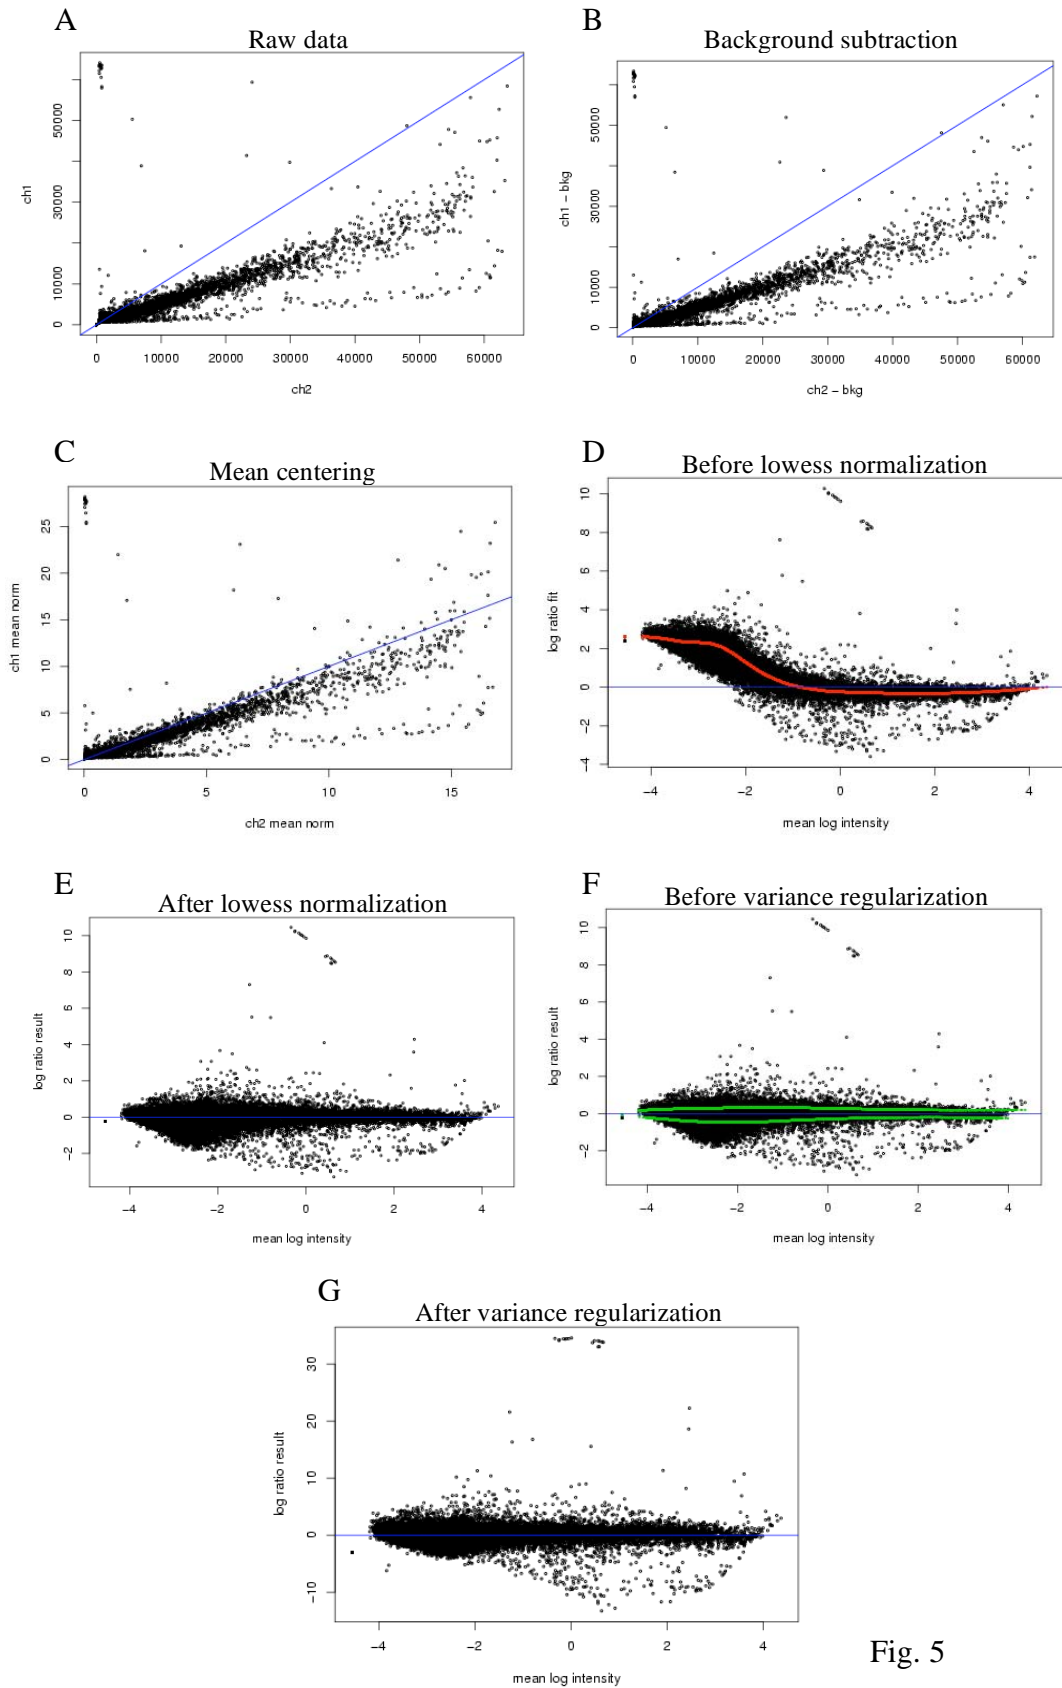 A
Raw data
ch1
0 10000 30000 50000
0 10000 20000 30000 40000 50000 60000
ch2
B
Background subtraction
ch1 − bkg
0 10000 30000 50000
0 10000 20000 30000 40000 50000 60000
ch2 − bkg
C
Mean centering
ch1 mean norm
0 5 10 15 20 25
0 5 10 15
ch2 mean norm
D
Before lowess normalization
log ratio fit
−4 −2 0 2 4 6 8 10
−4 −2 0 2 4
mean log intensity
E
After lowess normalization
log ratio result
−2 0 2 4 6 8 10
−4 −2 0 2 4
mean log intensity
F
Before variance regularization
log ratio result
−2 0 2 4 6 8 10
−4 −2 0 2 4
mean log intensity
G
After variance regularization
log ratio result
−10 0 10 20 30
−4 −2 0 2 4
mean log intensity
Fig. 5